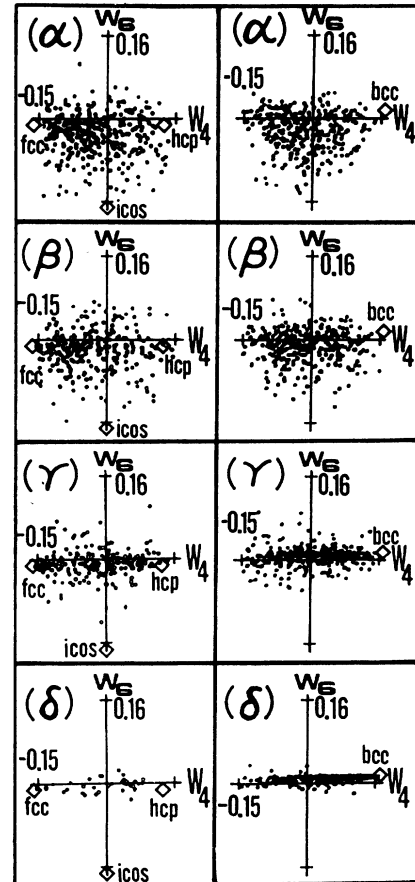 (α) W₆ 0.16
-0.15 W₄
fcc hcp
icos
(α) W₆ 0.16
-0.15 bcc
W₄
(β) W₆ 0.16
-0.15 W₄
fcc hcp
icos
(β) W₆ 0.16
-0.15 bcc
W₄
(γ) W₆ 0.16
-0.15 W₄
fcc hcp
icos
(γ) W₆ 0.16
-0.15 bcc
W₄
(δ) W₆ 0.16
-0.15 W₄
fcc hcp
icos
(δ) W₆ 0.16
bcc
-0.15 W₄